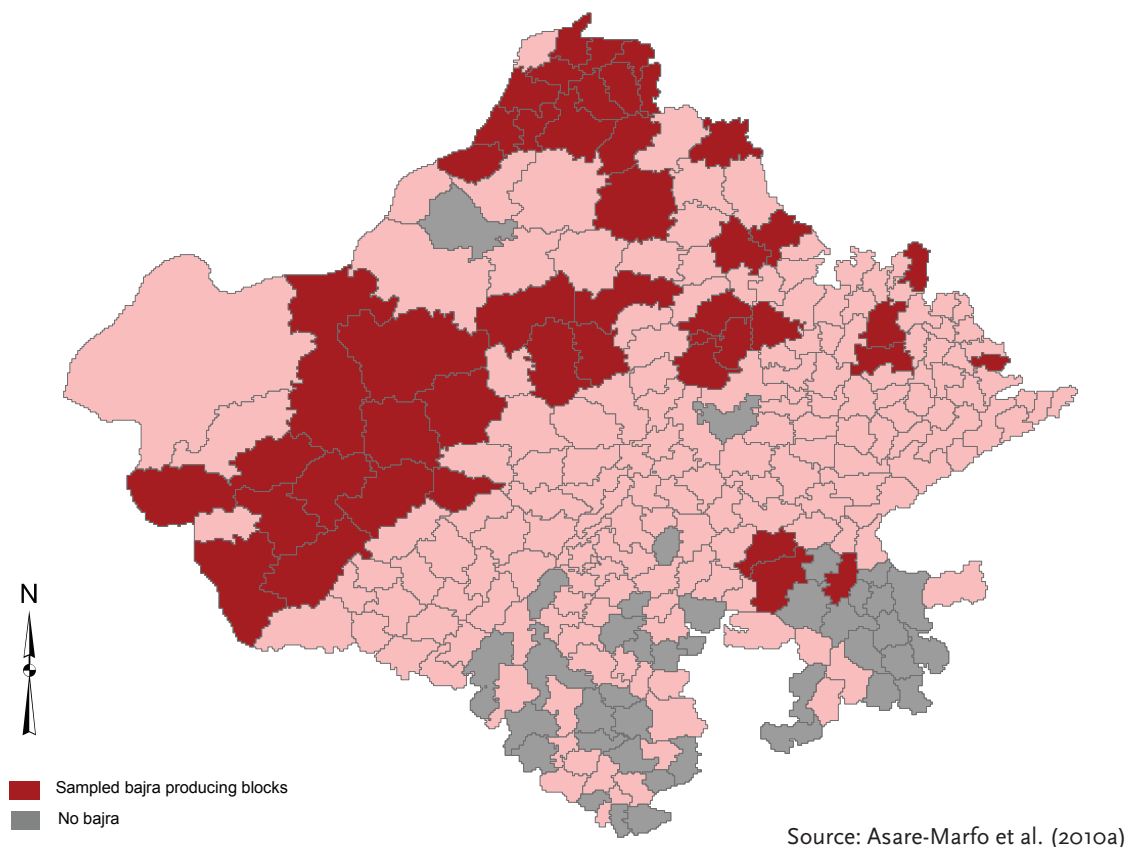 N
Sampled bajra producing blocks
No bajra
Source: Asare-Marfo et al. (2010a)